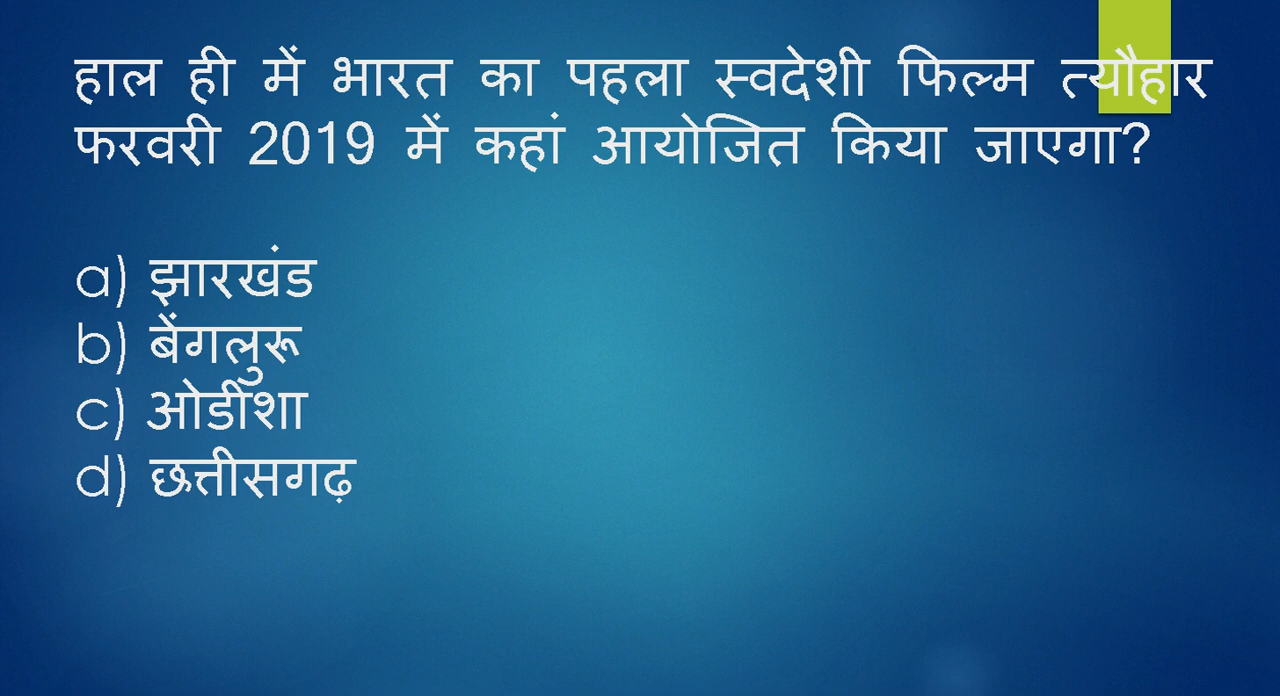 हाल ही में भारत का पहला स्वदेशी फिल्म त्यौहार
फरवरी 2019 में कहां आयोजित किया जाएगा?
a) झारखंड
b) बेंगलुरू
c) ओडीशा
d) छत्तीसगढ़